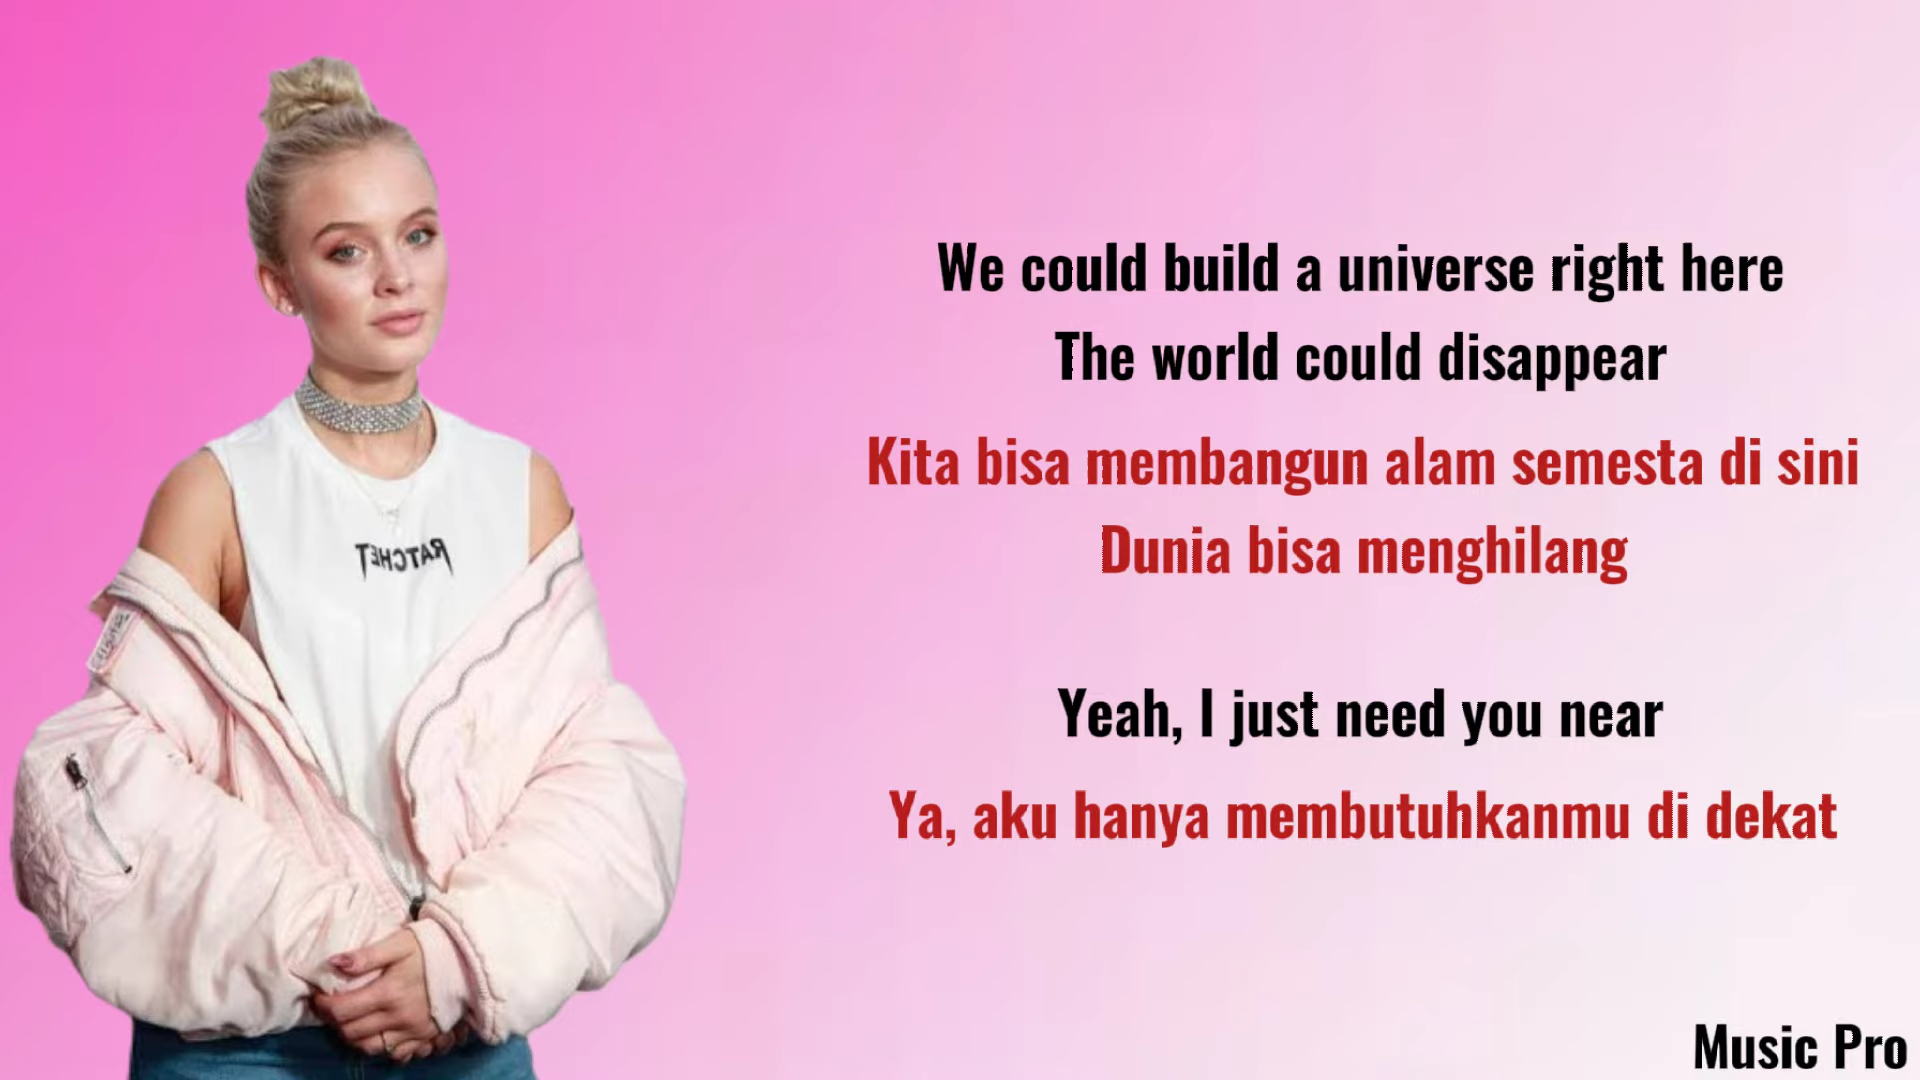 We could build a universe right here
The world could disappear
Kita bisa membangun alam semesta di sini
Dunia bisa menghilang
Yeah, I just need you near
Ya, aku hanya membutuhkanmu di dekat
RATCHET
Music Pro